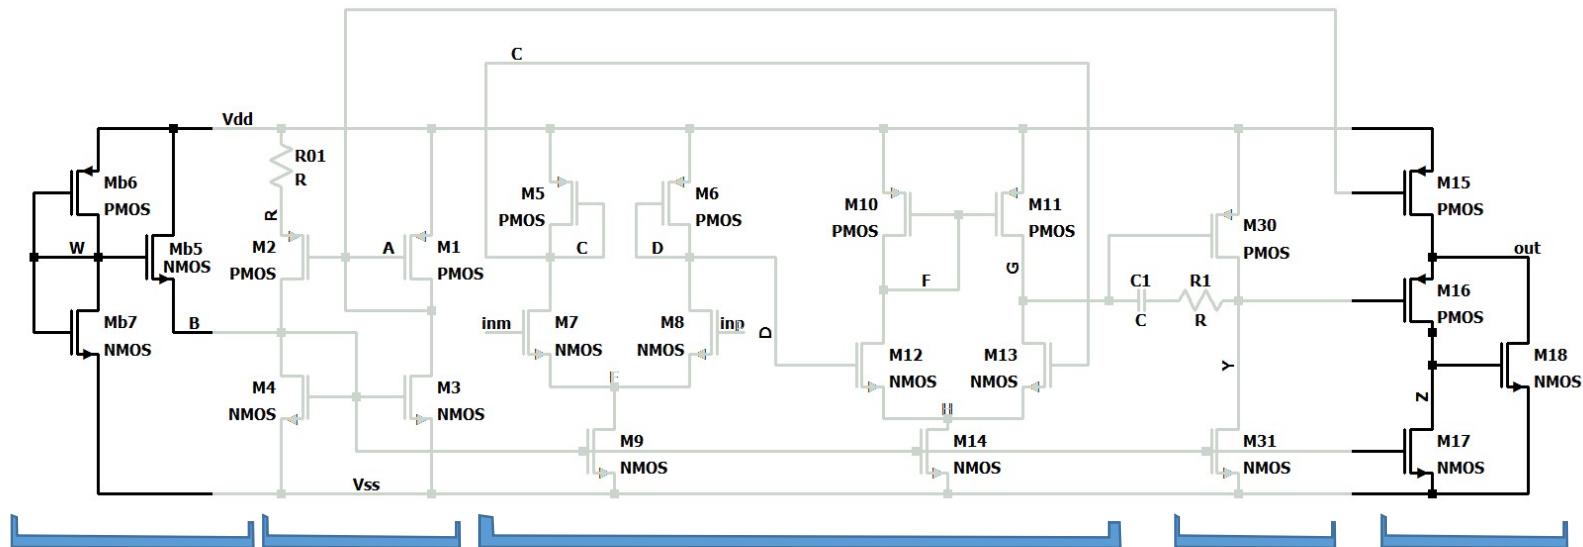 C
Vdd
Mb6
PMOS
W
Mb5
NMOS
Mb7
NMOS
B
R01
R
R
M2
PMOS
A
M1
PMOS
M4
NMOS
M3
NMOS
Vss
M5
PMOS
C
M6
PMOS
D
inm
M7
NMOS
M8
NMOS
inp
D
E
M9
NMOS
M10
PMOS
M11
PMOS
F
G
M12
NMOS
M13
NMOS
H
M14
NMOS
C1
C
R1
R
M30
PMOS
Y
M31
NMOS
M15
PMOS
out
M16
PMOS
M18
NMOS
Z
M17
NMOS